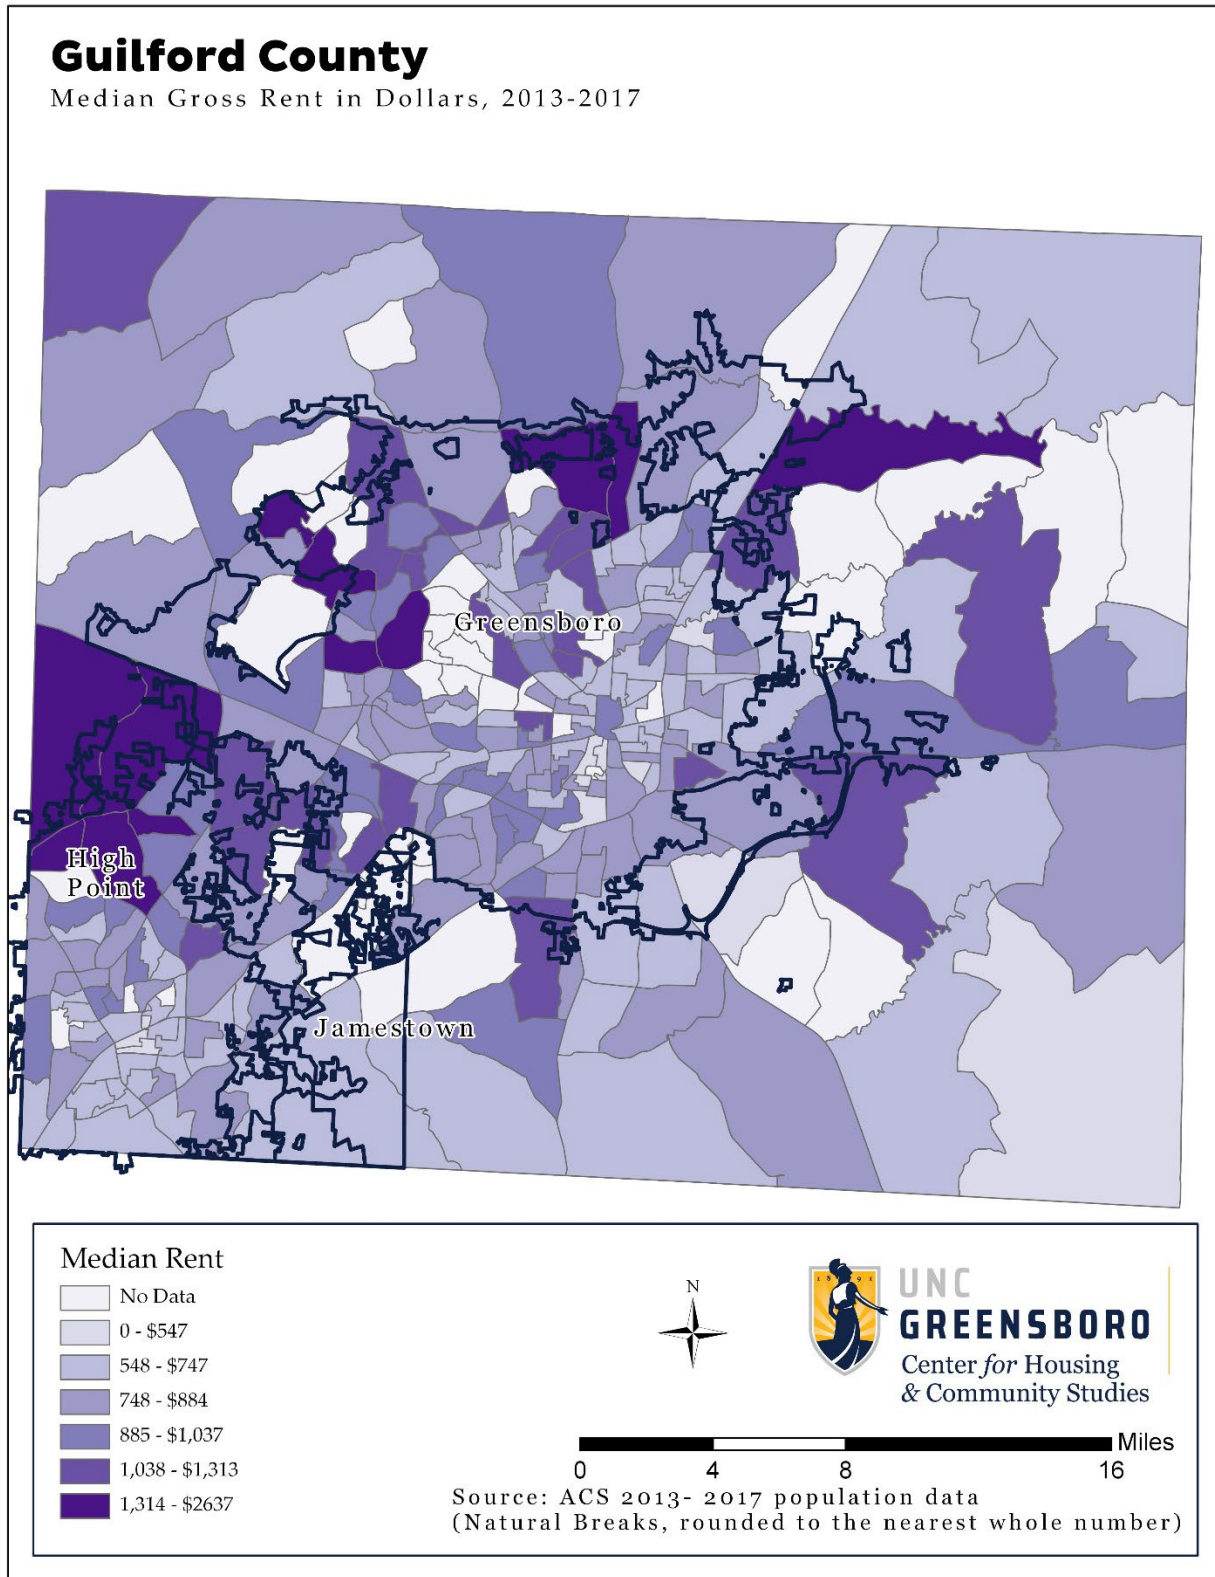 Guilford County
Median Gross Rent in Dollars, 2013-2017
Greensboro
High
Point
Jamestown
Median Rent
No Data
0 - $547
548 - $747
748 - $884
885 - $1,037
1,038 - $1,313
1,314 - $2637
N
18 91
UNC
GREENSBORO
Center for Housing
& Community Studies
Miles
0 4 8 16
Source: ACS 2013- 2017 population data
(Natural Breaks, rounded to the nearest whole number)